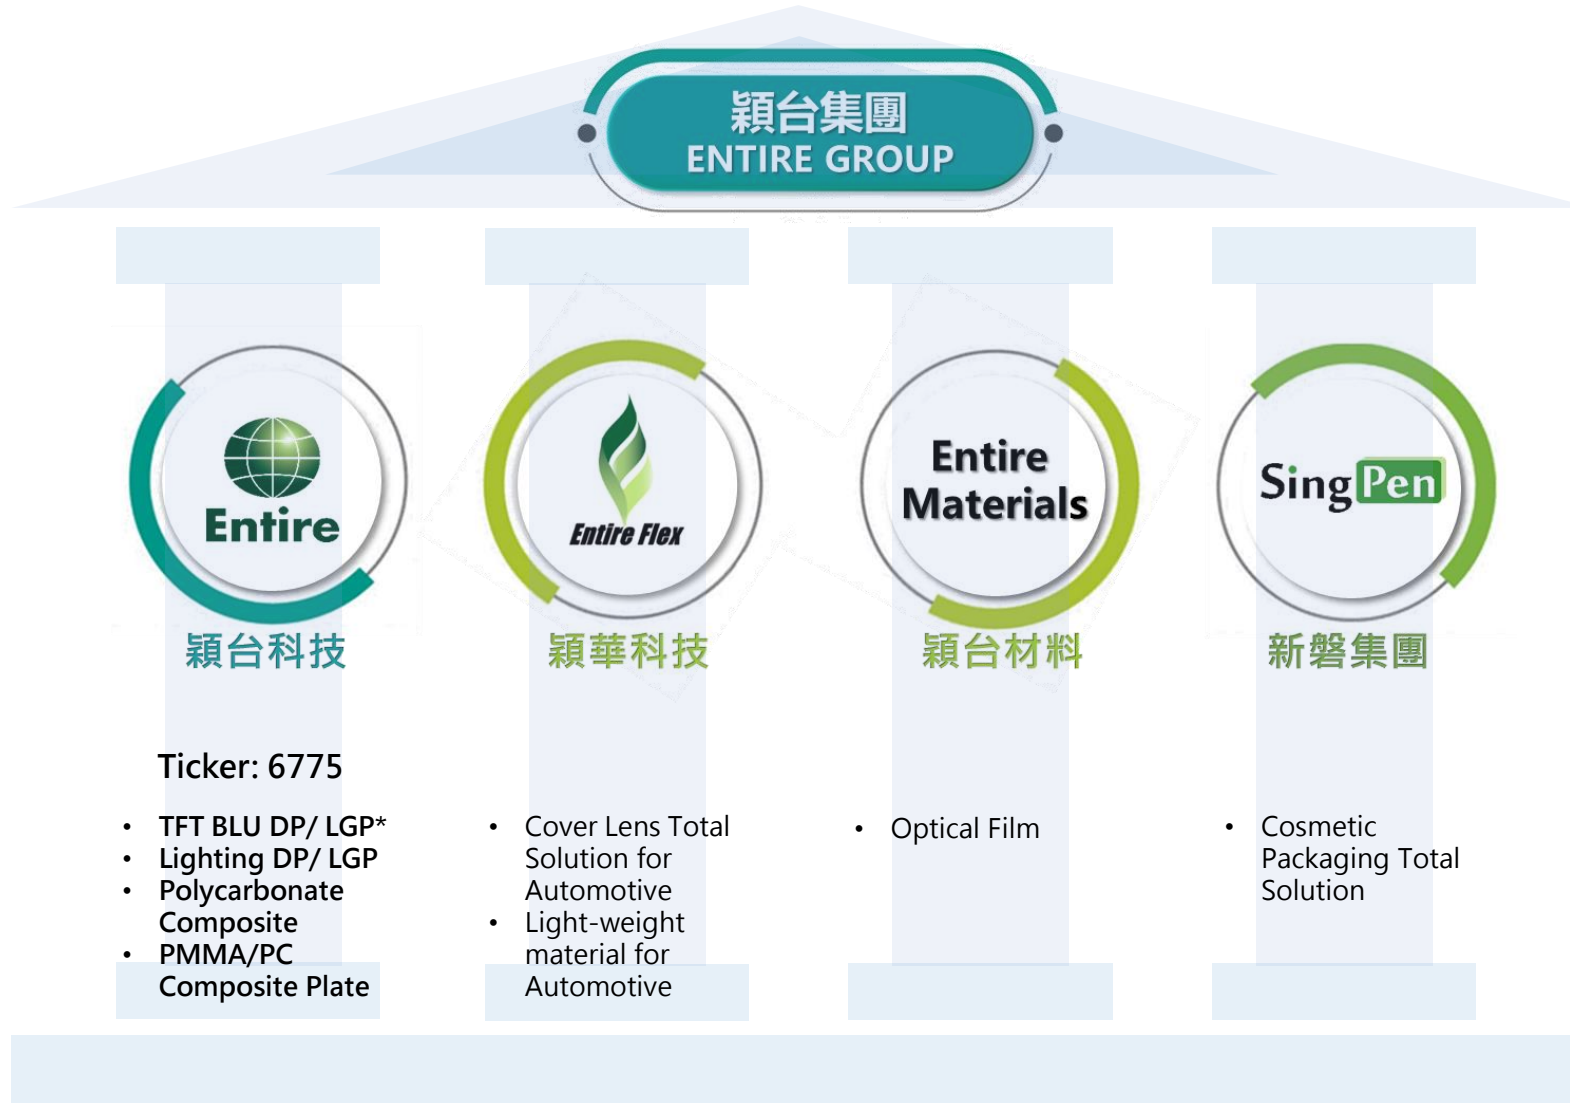 穎台集團
ENTIRE GROUP
Entire
穎台科技
Ticker: 6775
• TFT BLU DP/ LGP*
• Lighting DP/ LGP
• Polycarbonate
Composite
• PMMA/PC
Composite Plate
Entire Flex
穎華科技
• Cover Lens Total
Solution for
Automotive
• Light-weight
material for
Automotive
Entire
Materials
穎台材料
• Optical Film
SingPen
新磐集團
• Cosmetic
Packaging Total
Solution